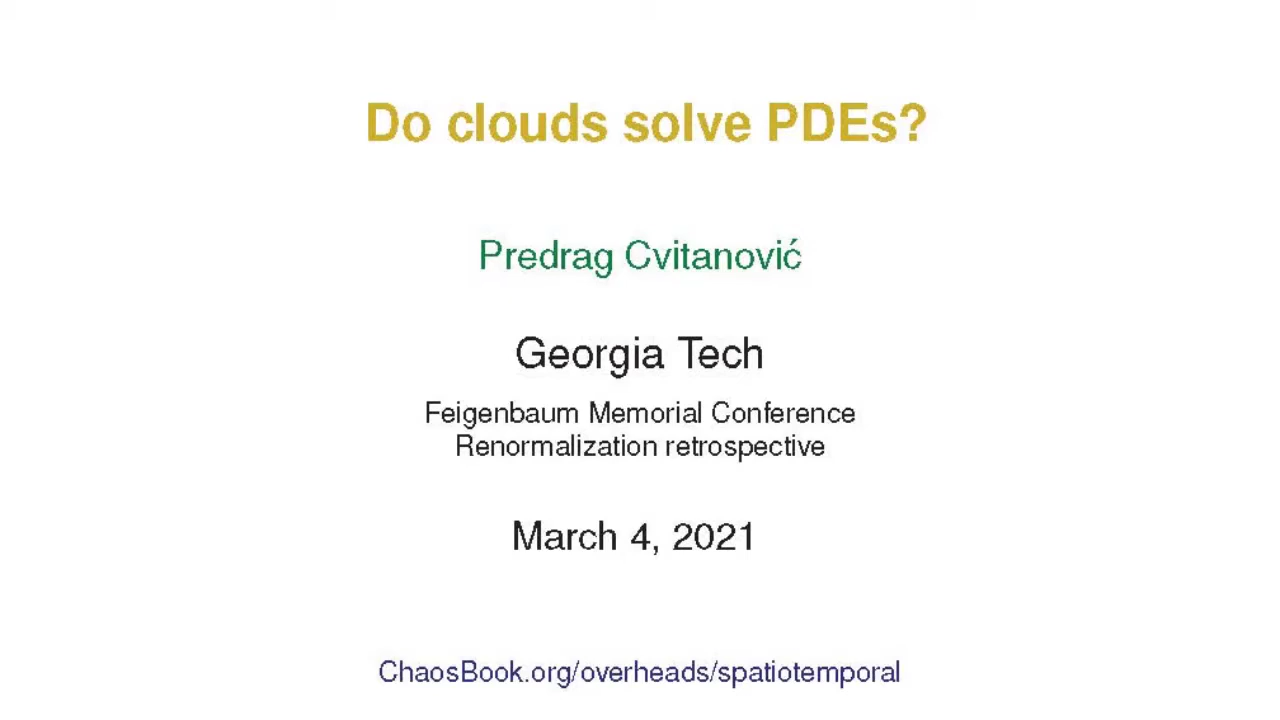 Do clouds solve PDEs?
Predrag Cvitanović
Georgia Tech
Feigenbaum Memorial Conference
Renormalization retrospective
March 4, 2021
ChaosBook.org/overheads/spatiotemporal